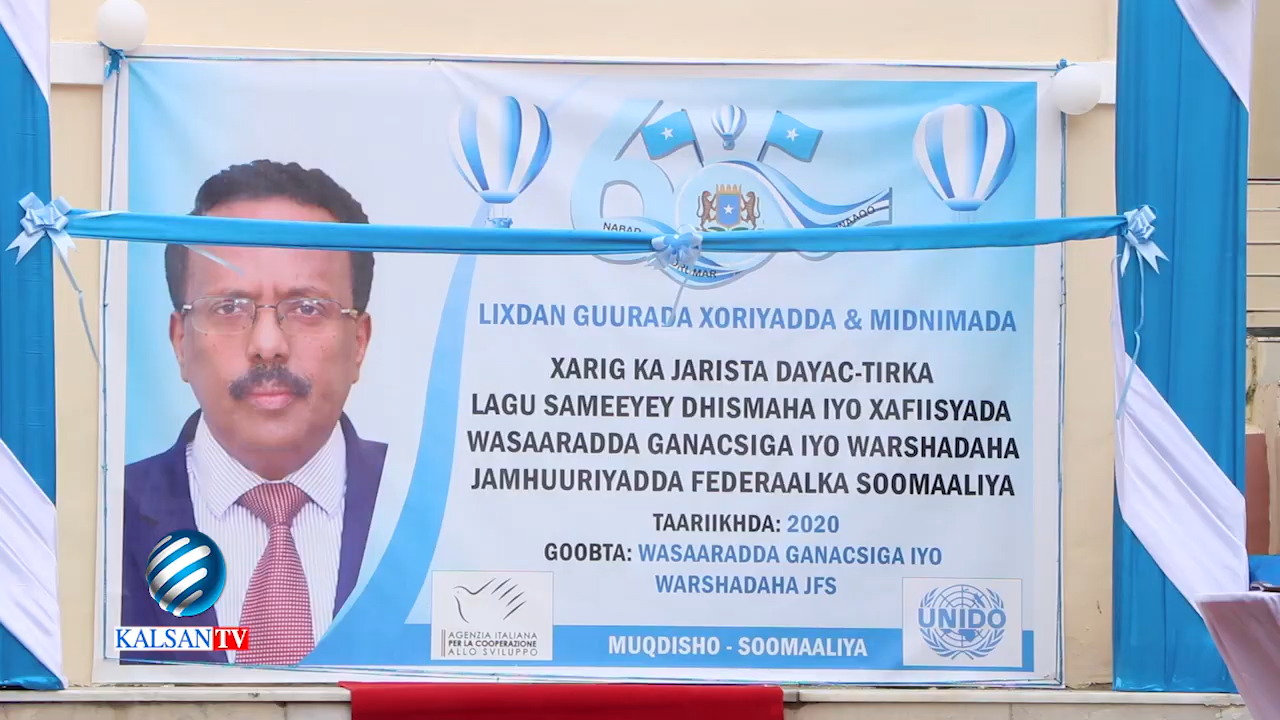 NABAD
HORUMAR
LIXDAN GUURADA XORIYADDA & MIDNIMADA
XARIG KA JARISTA DAYAC-TIRKA
LAGU SAMEEYEY DHISMAHA IYO XAFIISYADA
WASAARADDA GANACSIGA IYO WARSHADAHA
JAMHUURIYADDA FEDERAALKA SOOMAALIYA
TAARIIKHDA: 2020
GOOBTA: WASAARADDA GANACSIGA IYO
WARSHADAHA JFS
AGENZIA ITALIANA
PER LA COOPERAZIONE
ALLO SVILUPPO
UNIDO
MUQDISHO - SOOMAALIYA
KALSAN TV